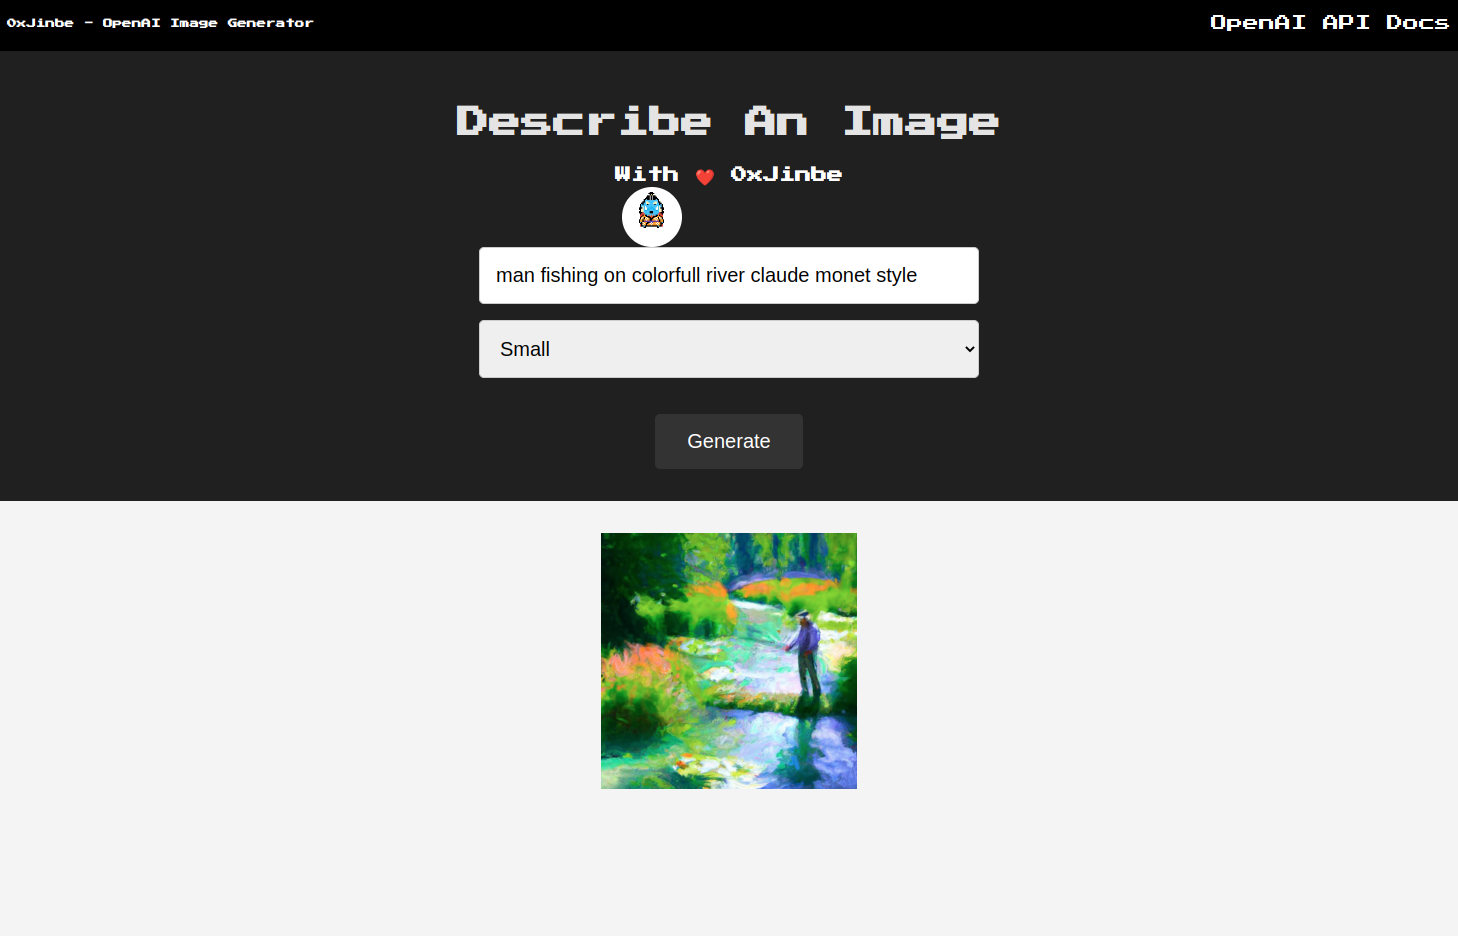 0xJinbe - OpenAI Image Generator
OpenAI API Docs
Describe An Image
With ❤️ 0xJinbe
man fishing on colorfull river claude monet style
Small
Generate